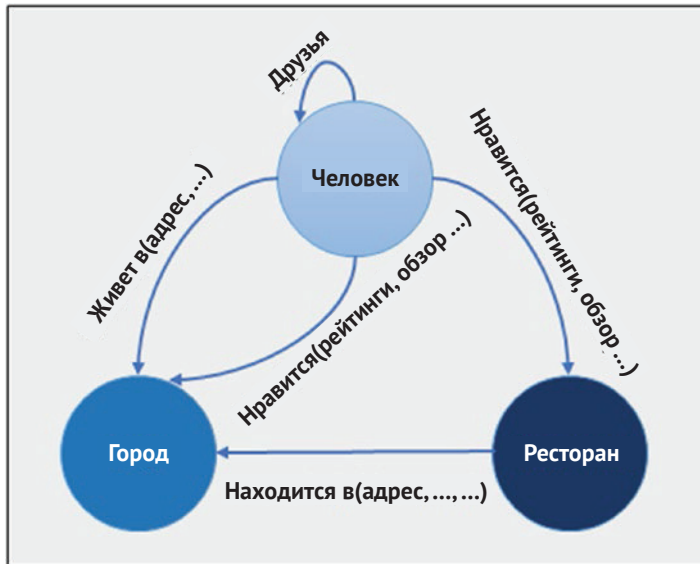 Друзья
Человек
Живет в(адрес, ...)
Нравится(рейтинги, обзор ...)
Нравится(рейтинги, обзор ...)
Город
Ресторан
Находится в(адрес, ..., ...)